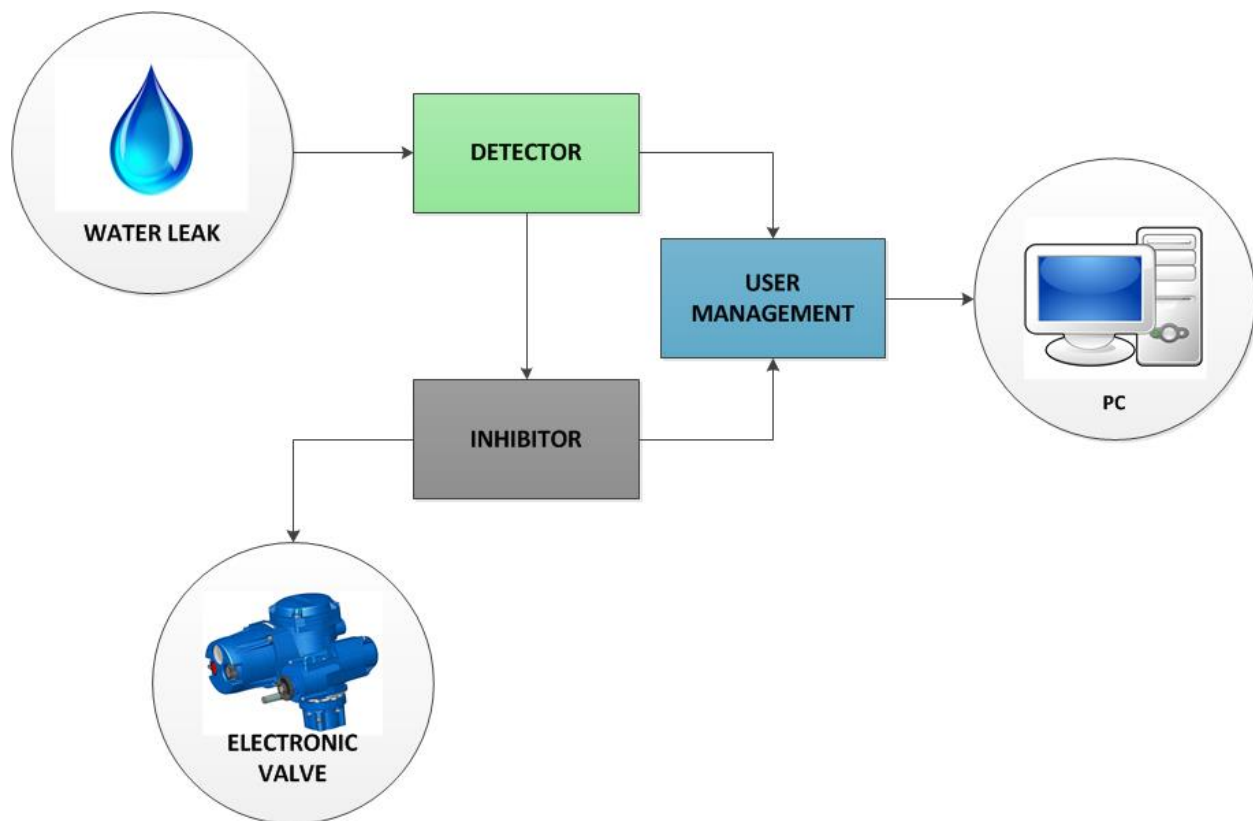 WATER LEAK
DETECTOR
USER
MANAGEMENT
PC
INHIBITOR
ELECTRONIC
VALVE